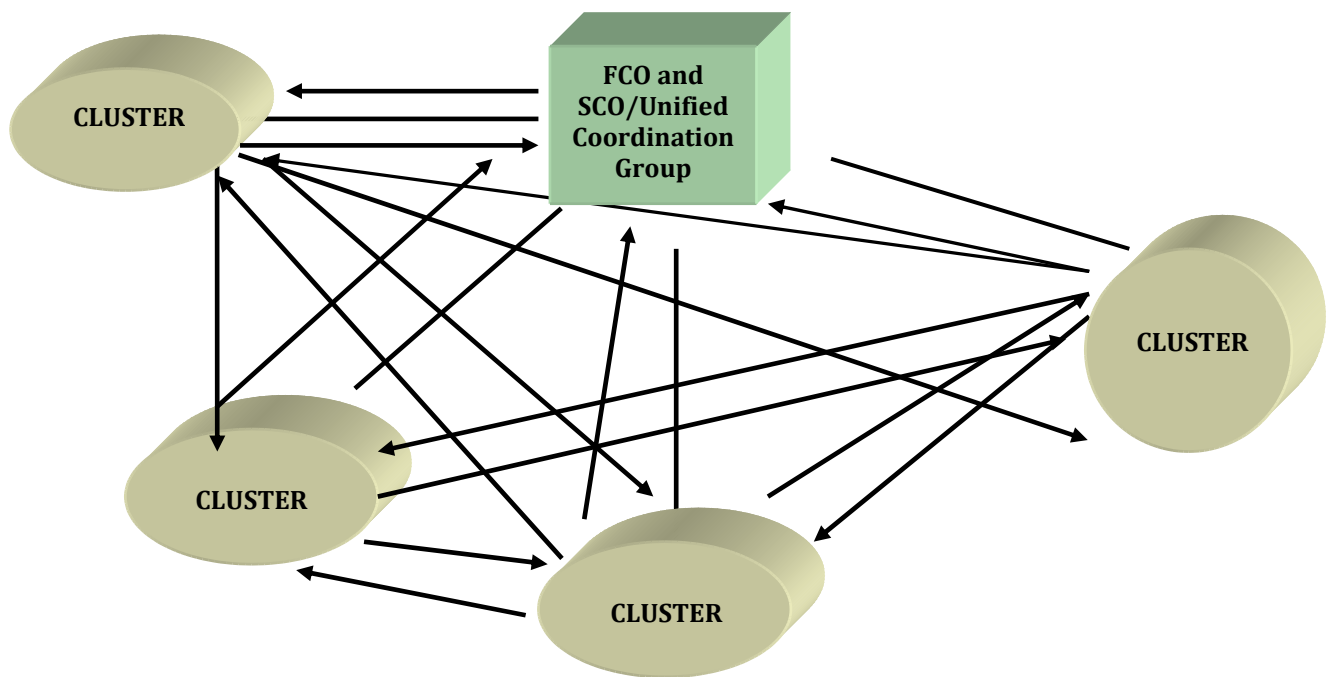 FCO and
SCO/Unified
Coordination
Group
CLUSTER
CLUSTER
CLUSTER
CLUSTER